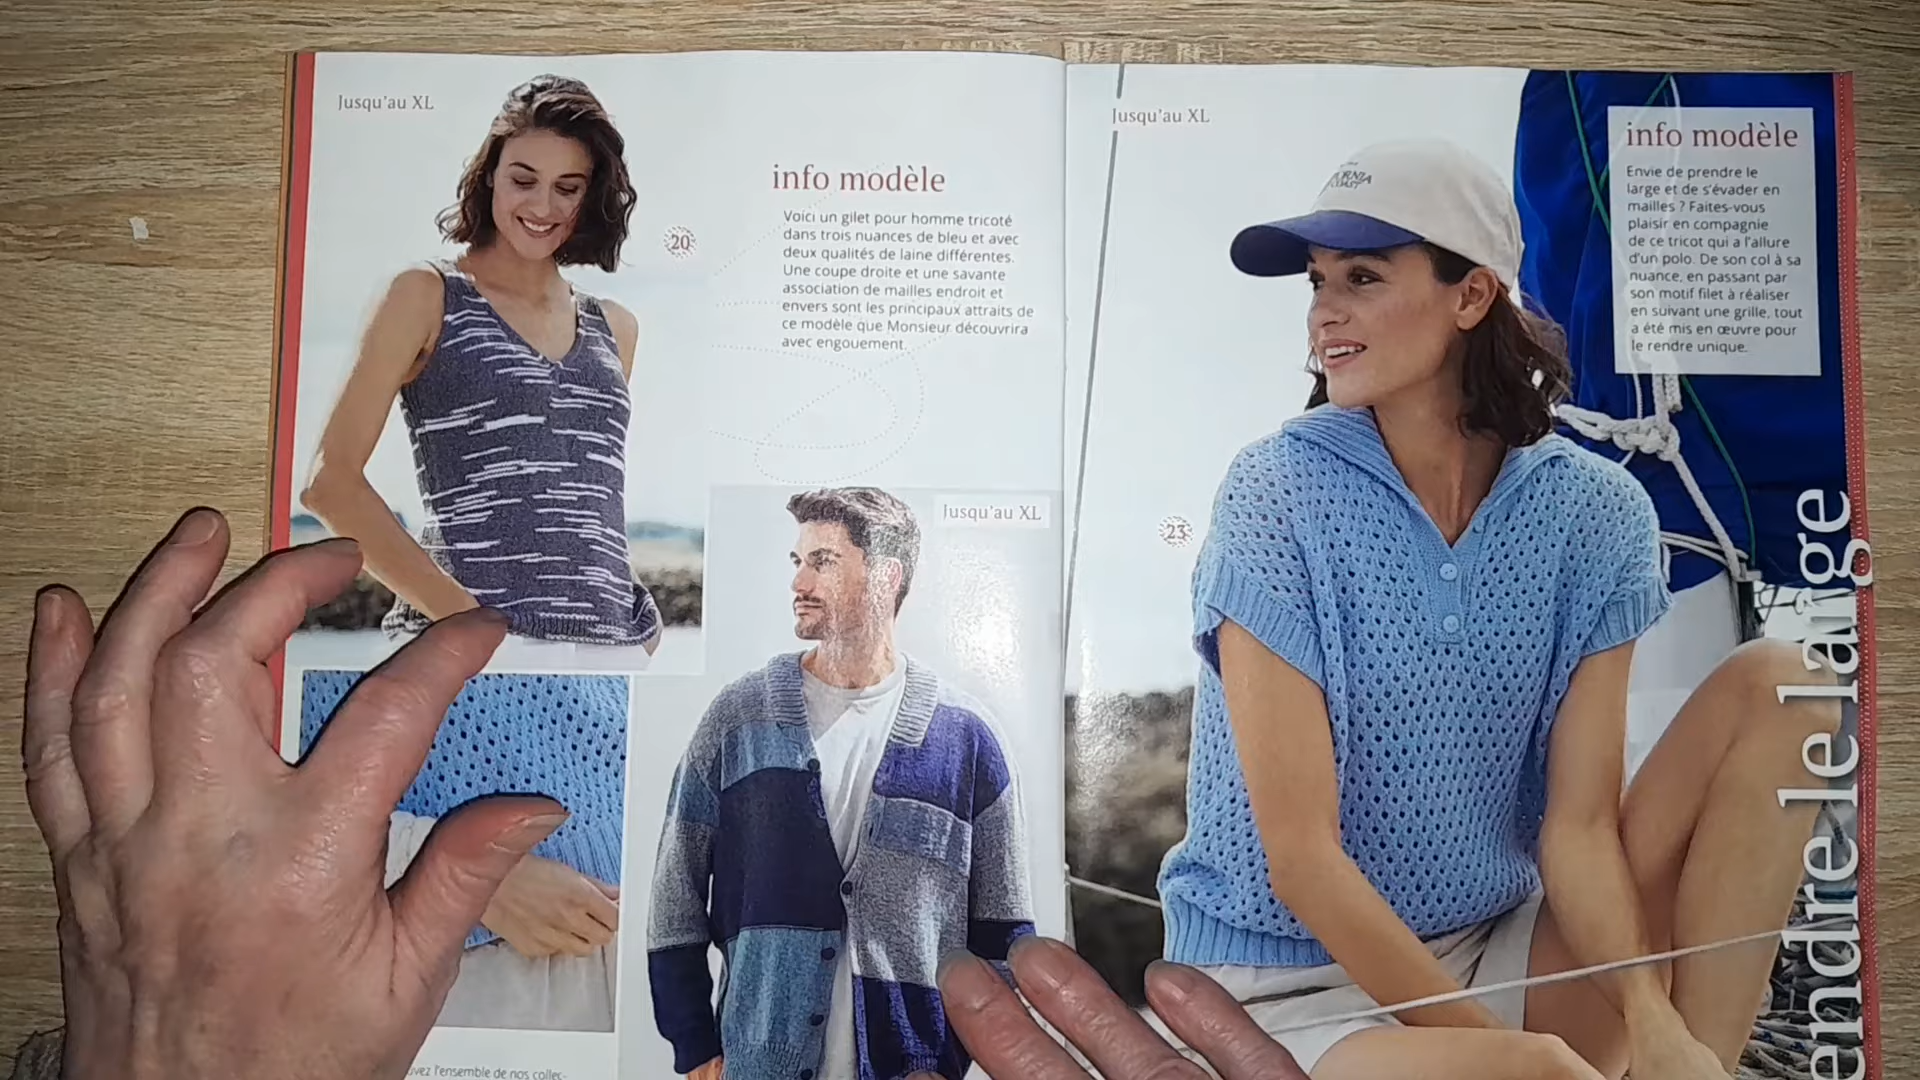 Jusqu'au XL
20
info modèle
Voici un gilet pour homme tricoté
dans trois nuances de bleu et avec
deux qualités de laine différentes.
Une coupe droite et une savante
association de mailles endroit et
envers sont les principaux attraits de
ce modèle que Monsieur découvrira
avec engouement.
Jusqu'au XL
l'ensemble de nos collec-
Jusqu'au XL
COAST
23
info modèle
Envie de prendre le
large et de s'évader en
mailles ? Faites-vous
plaisir en compagnie
de ce tricot qui a l'allure
d'un polo. De son col à sa
nuance, en passant par
son motif filet à réaliser
en suivant une grille, tout
a été mis en œuvre pour
le rendre unique.
endre le large